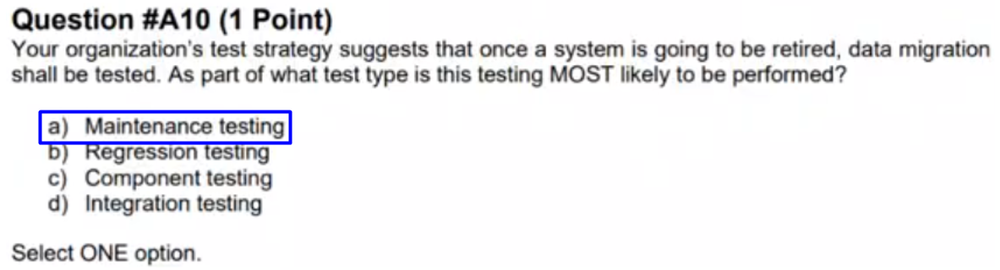 Question #A10 (1 Point)
Your organization's test strategy suggests that once a system is going to be retired, data migration
shall be tested. As part of what test type is this testing MOST likely to be performed?
a) Maintenance testing
b) Regression testing
c) Component testing
d) Integration testing
Select ONE option.